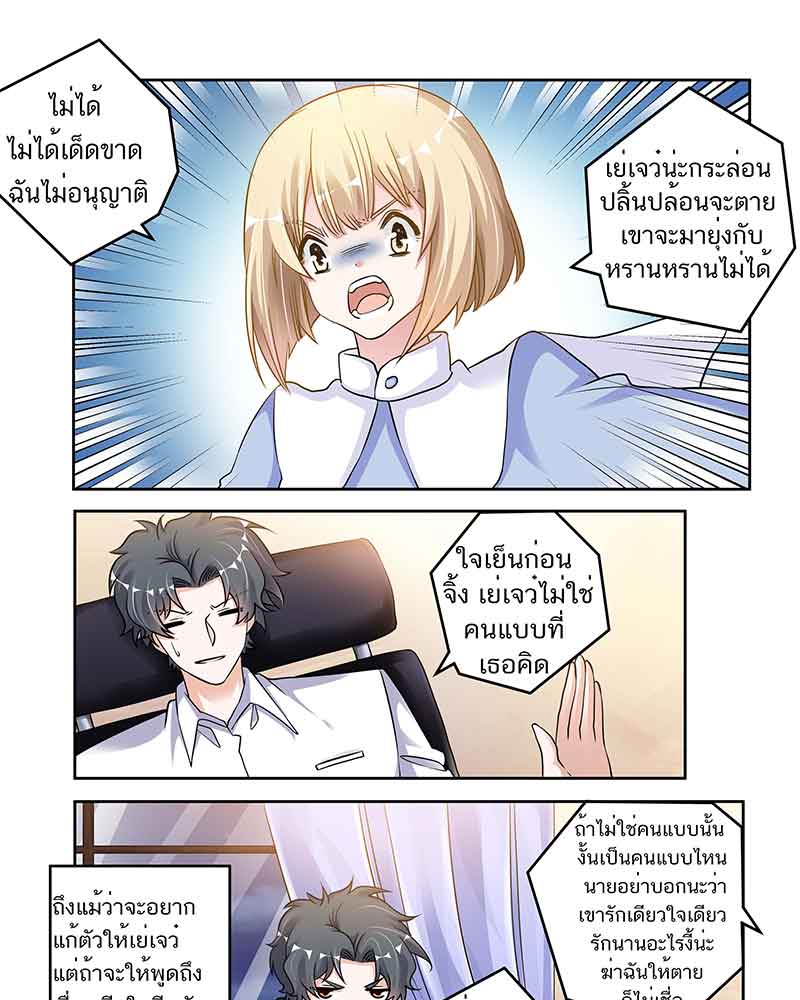 ไม่ได้
ไม่ได้เด็ดขาด
ฉันไม่อนุญาติ
เย่เจว๋น่ะกระล่อน
ปลิ้นปล้อนจะตาย
เขาจะมายุ่งกับ
หรานหรานไม่ได้
ใจเย็นก่อน
จิ้ง เย่เจว๋ไม่ใช่
คนแบบที่
เธอคิด
ถ้าไม่ใช่คนแบบนั้น
งั้นเป็นคนแบบไหน
นายอย่าบอกนะว่า
เขารักเดียวใจเดียว
รักนานอะไรงี้น่ะ
ฆ่าฉันให้ตาย
ถึงแม้ว่าจะอยาก
แก้ตัวให้เย่เจว๋
แต่ถ้าจะให้พูดถึง